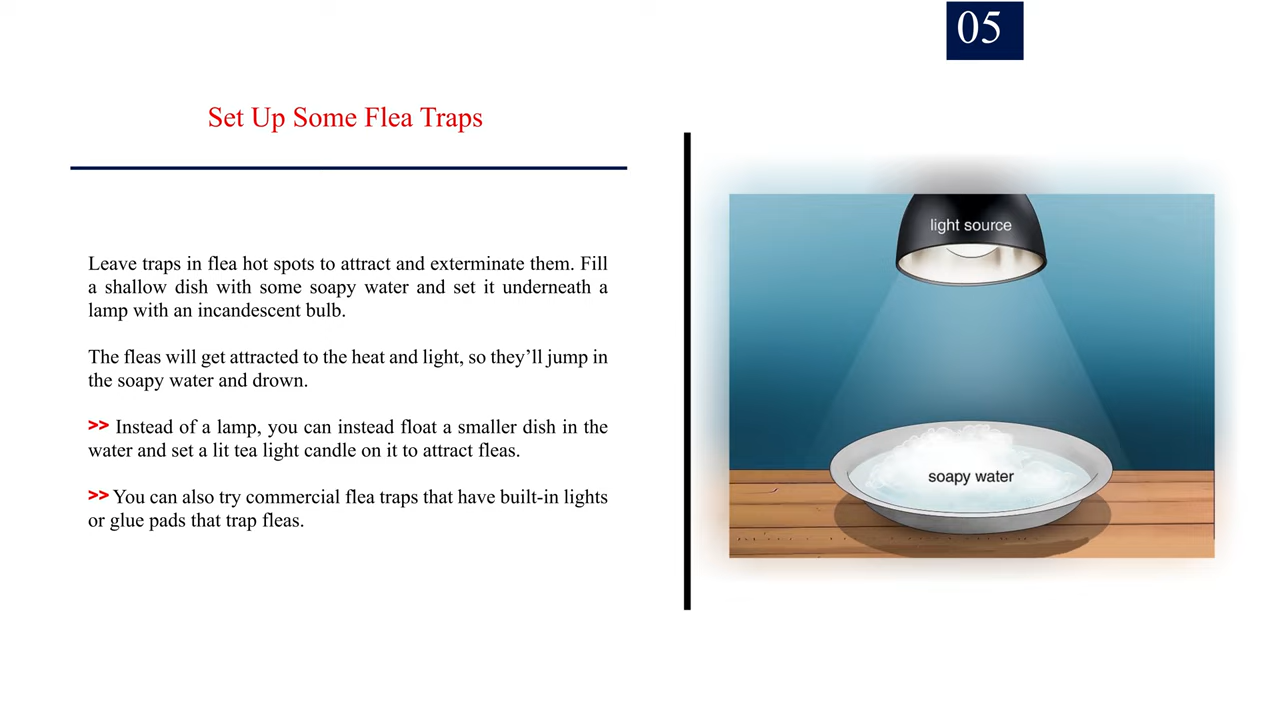 05
Set Up Some Flea Traps
Leave traps in flea hot spots to attract and exterminate them. Fill
a shallow dish with some soapy water and set it underneath a
lamp with an incandescent bulb.
The fleas will get attracted to the heat and light, so they’ll jump in
the soapy water and drown.
>> Instead of a lamp, you can instead float a smaller dish in the
water and set a lit tea light candle on it to attract fleas.
>> You can also try commercial flea traps that have built-in lights
or glue pads that trap fleas.
light source
soapy water